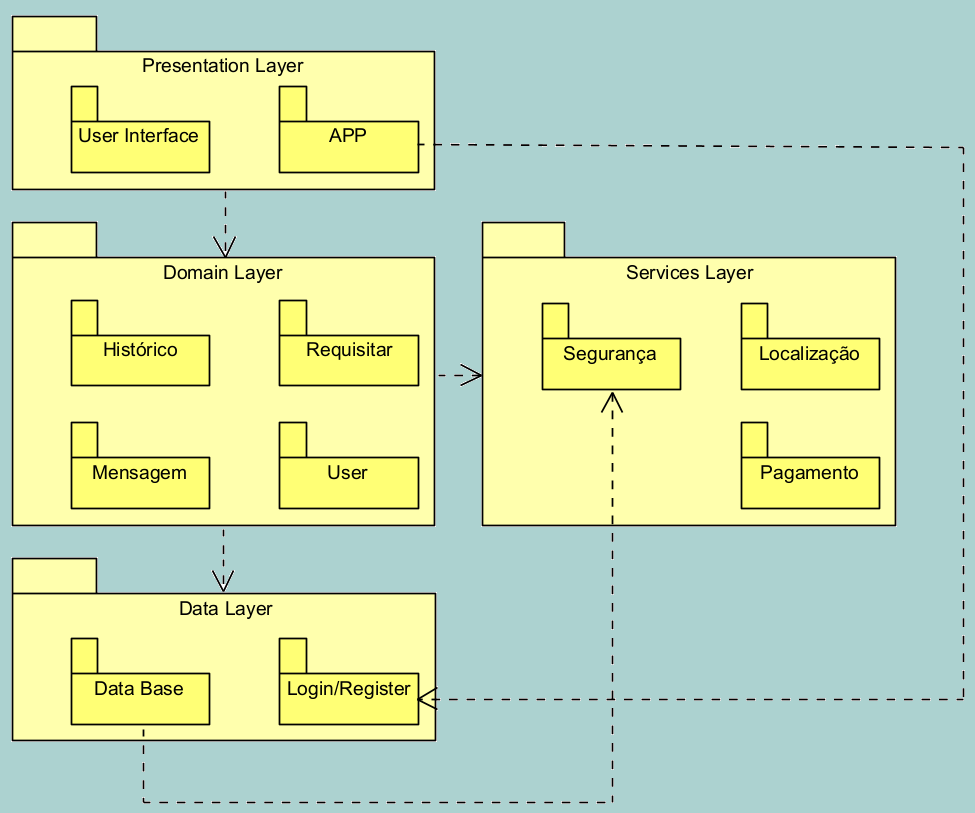 Presentation Layer
User Interface
APP
Domain Layer
Histórico
Requisitar
Mensagem
User
Services Layer
Segurança
Localização
Pagamento
Data Layer
Data Base
Login/Register